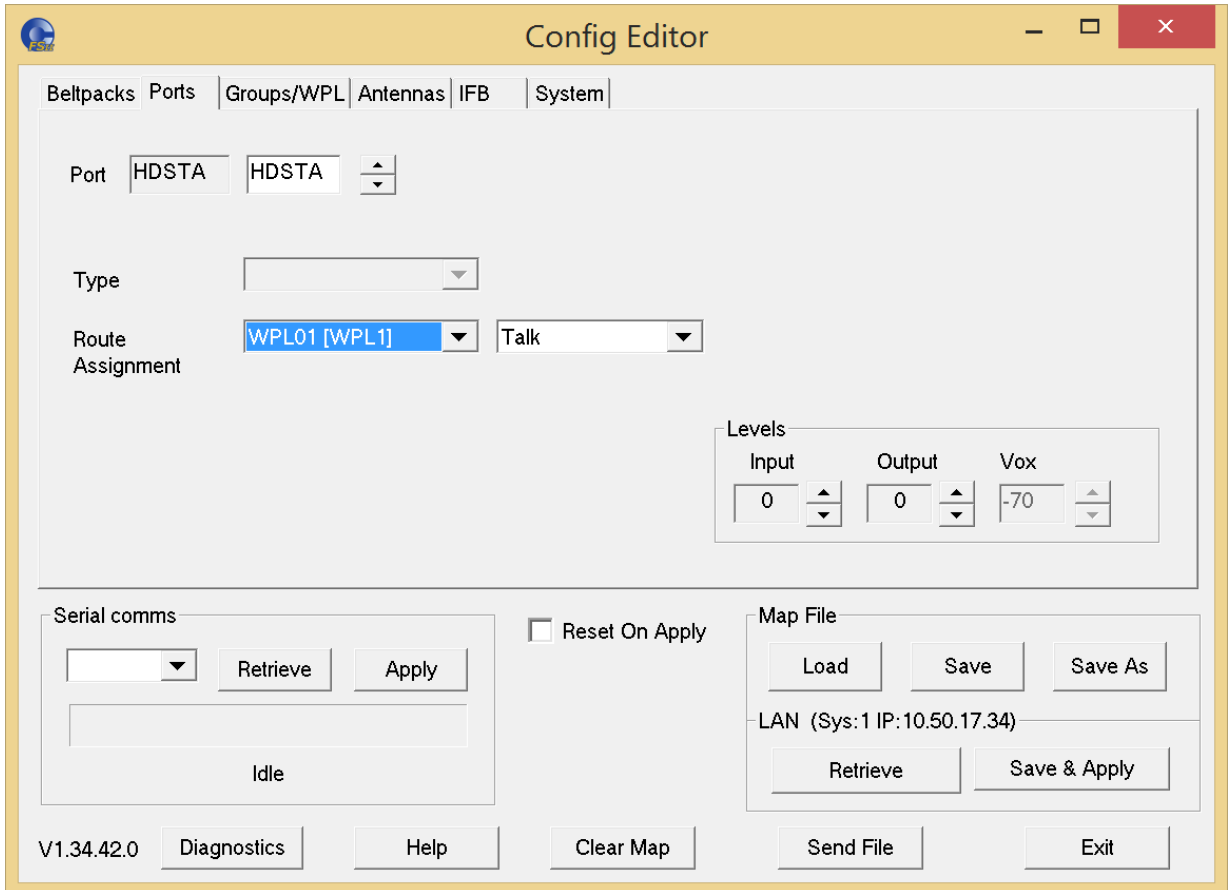 FSII
Config Editor
Beltpacks Ports Groups/WPL Antennas IFB System
Port HDSTA HDSTA
Type
Route Assignment WPL01 [WPL1] Talk
Levels
Input Output Vox
0 0 -70
Serial comms
Retrieve Apply
Idle
Reset On Apply
Map File
Load Save Save As
LAN (Sys:1 IP:10.50.17.34)
Retrieve Save & Apply
V1.34.42.0 Diagnostics Help Clear Map Send File Exit